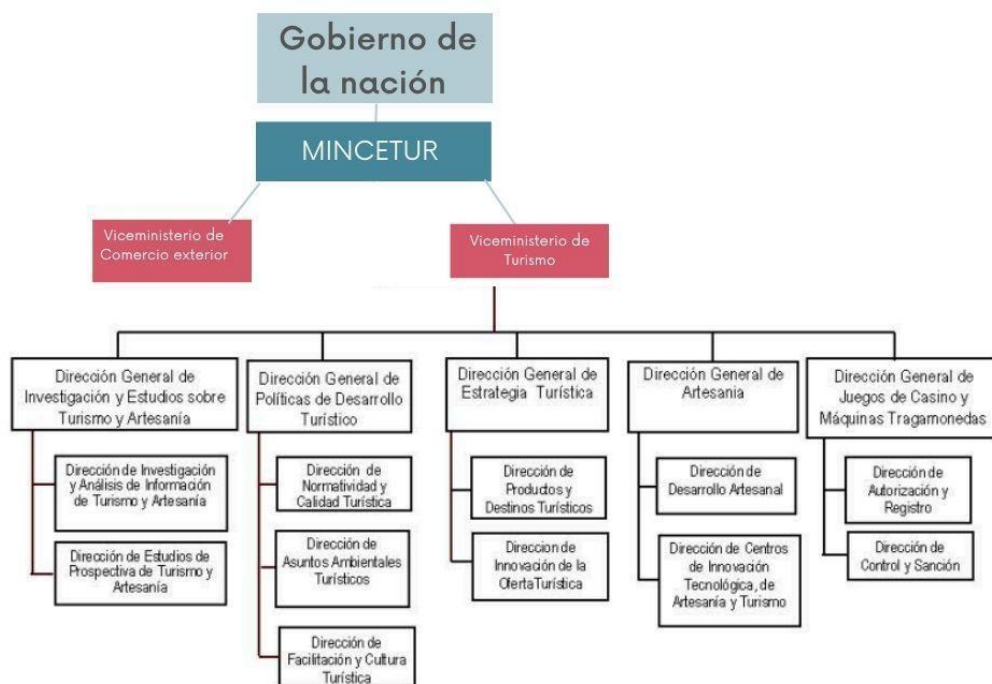 Gobierno de
la nación
MINCETUR
Viceministerio de
Comercio exterior
Viceministerio de
Turismo
Dirección General de
Investigación y Estudios sobre
Turismo y Artesanía
Dirección General de
Políticas de Desarrollo
Turístico
Dirección General de
Estrategia Turística
Dirección General de
Artesania
Dirección General de
Juegos de Casino y
Máquinas Tragamonedas
Dirección de Investigación
y Análisis de Información
de Turismo y Artesanía
Dirección de Estudios de
Prospectiva de Turismo y
Artesanía
Dirección de
Normatividad y
Calidad Turística
Dirección de
Asuntos Ambientales
Turísticos
Dirección de
Facilitación y Cultura
Turística
Dirección de
Productos y
Destinos Turísticos
Direccion de
Innovación de la
OfertaTurística
Dirección de
Desarrollo Artesanal
Dirección de Centros
de Innovación
Tecnológica, de
Artesanía y Turismo
Dirección de
Autorización y
Registro
Dirección de
Control y Sanción